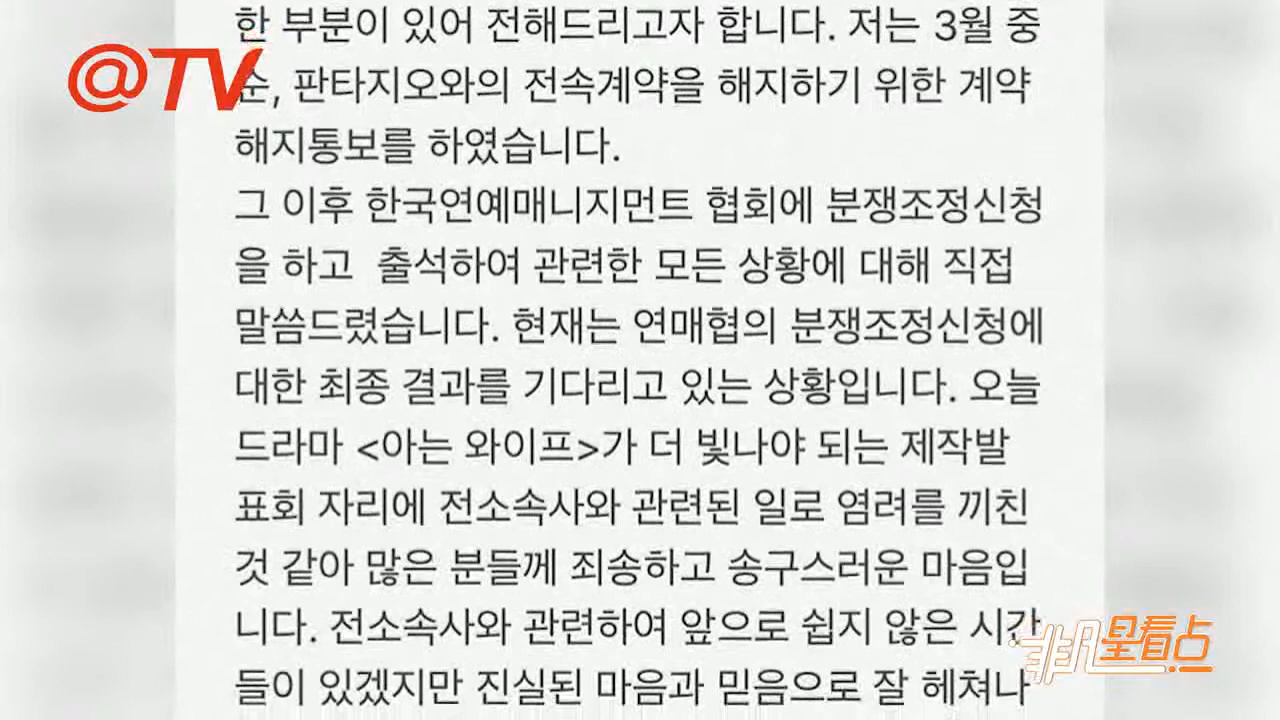 한 부분이 있어 전해드리고자 합니다. 저는 3월 중
@TV
순, 판타지오와의 전속계약을 해지하기 위한 계약
해지통보를 하였습니다.
그 이후 한국연예매니지먼트 협회에 분쟁조정신청
을 하고 출석하여 관련한 모든 상황에 대해 직접
말씀드렸습니다. 현재는 연매협의 분쟁조정신청에
대한 최종 결과를 기다리고 있는 상황입니다. 오늘
드라마 <아는 와이프>가 더 빛나야 되는 제작발
표회 자리에 전소속사와 관련된 일로 염려를 끼친
것 같아 많은 분들께 죄송하고 송구스러운 마음입
니다. 전소속사와 관련하여 앞으로 쉽지 않은 시간
非凡星看点
들이 있겠지만 진실된 마음과 믿음으로 잘 헤쳐나